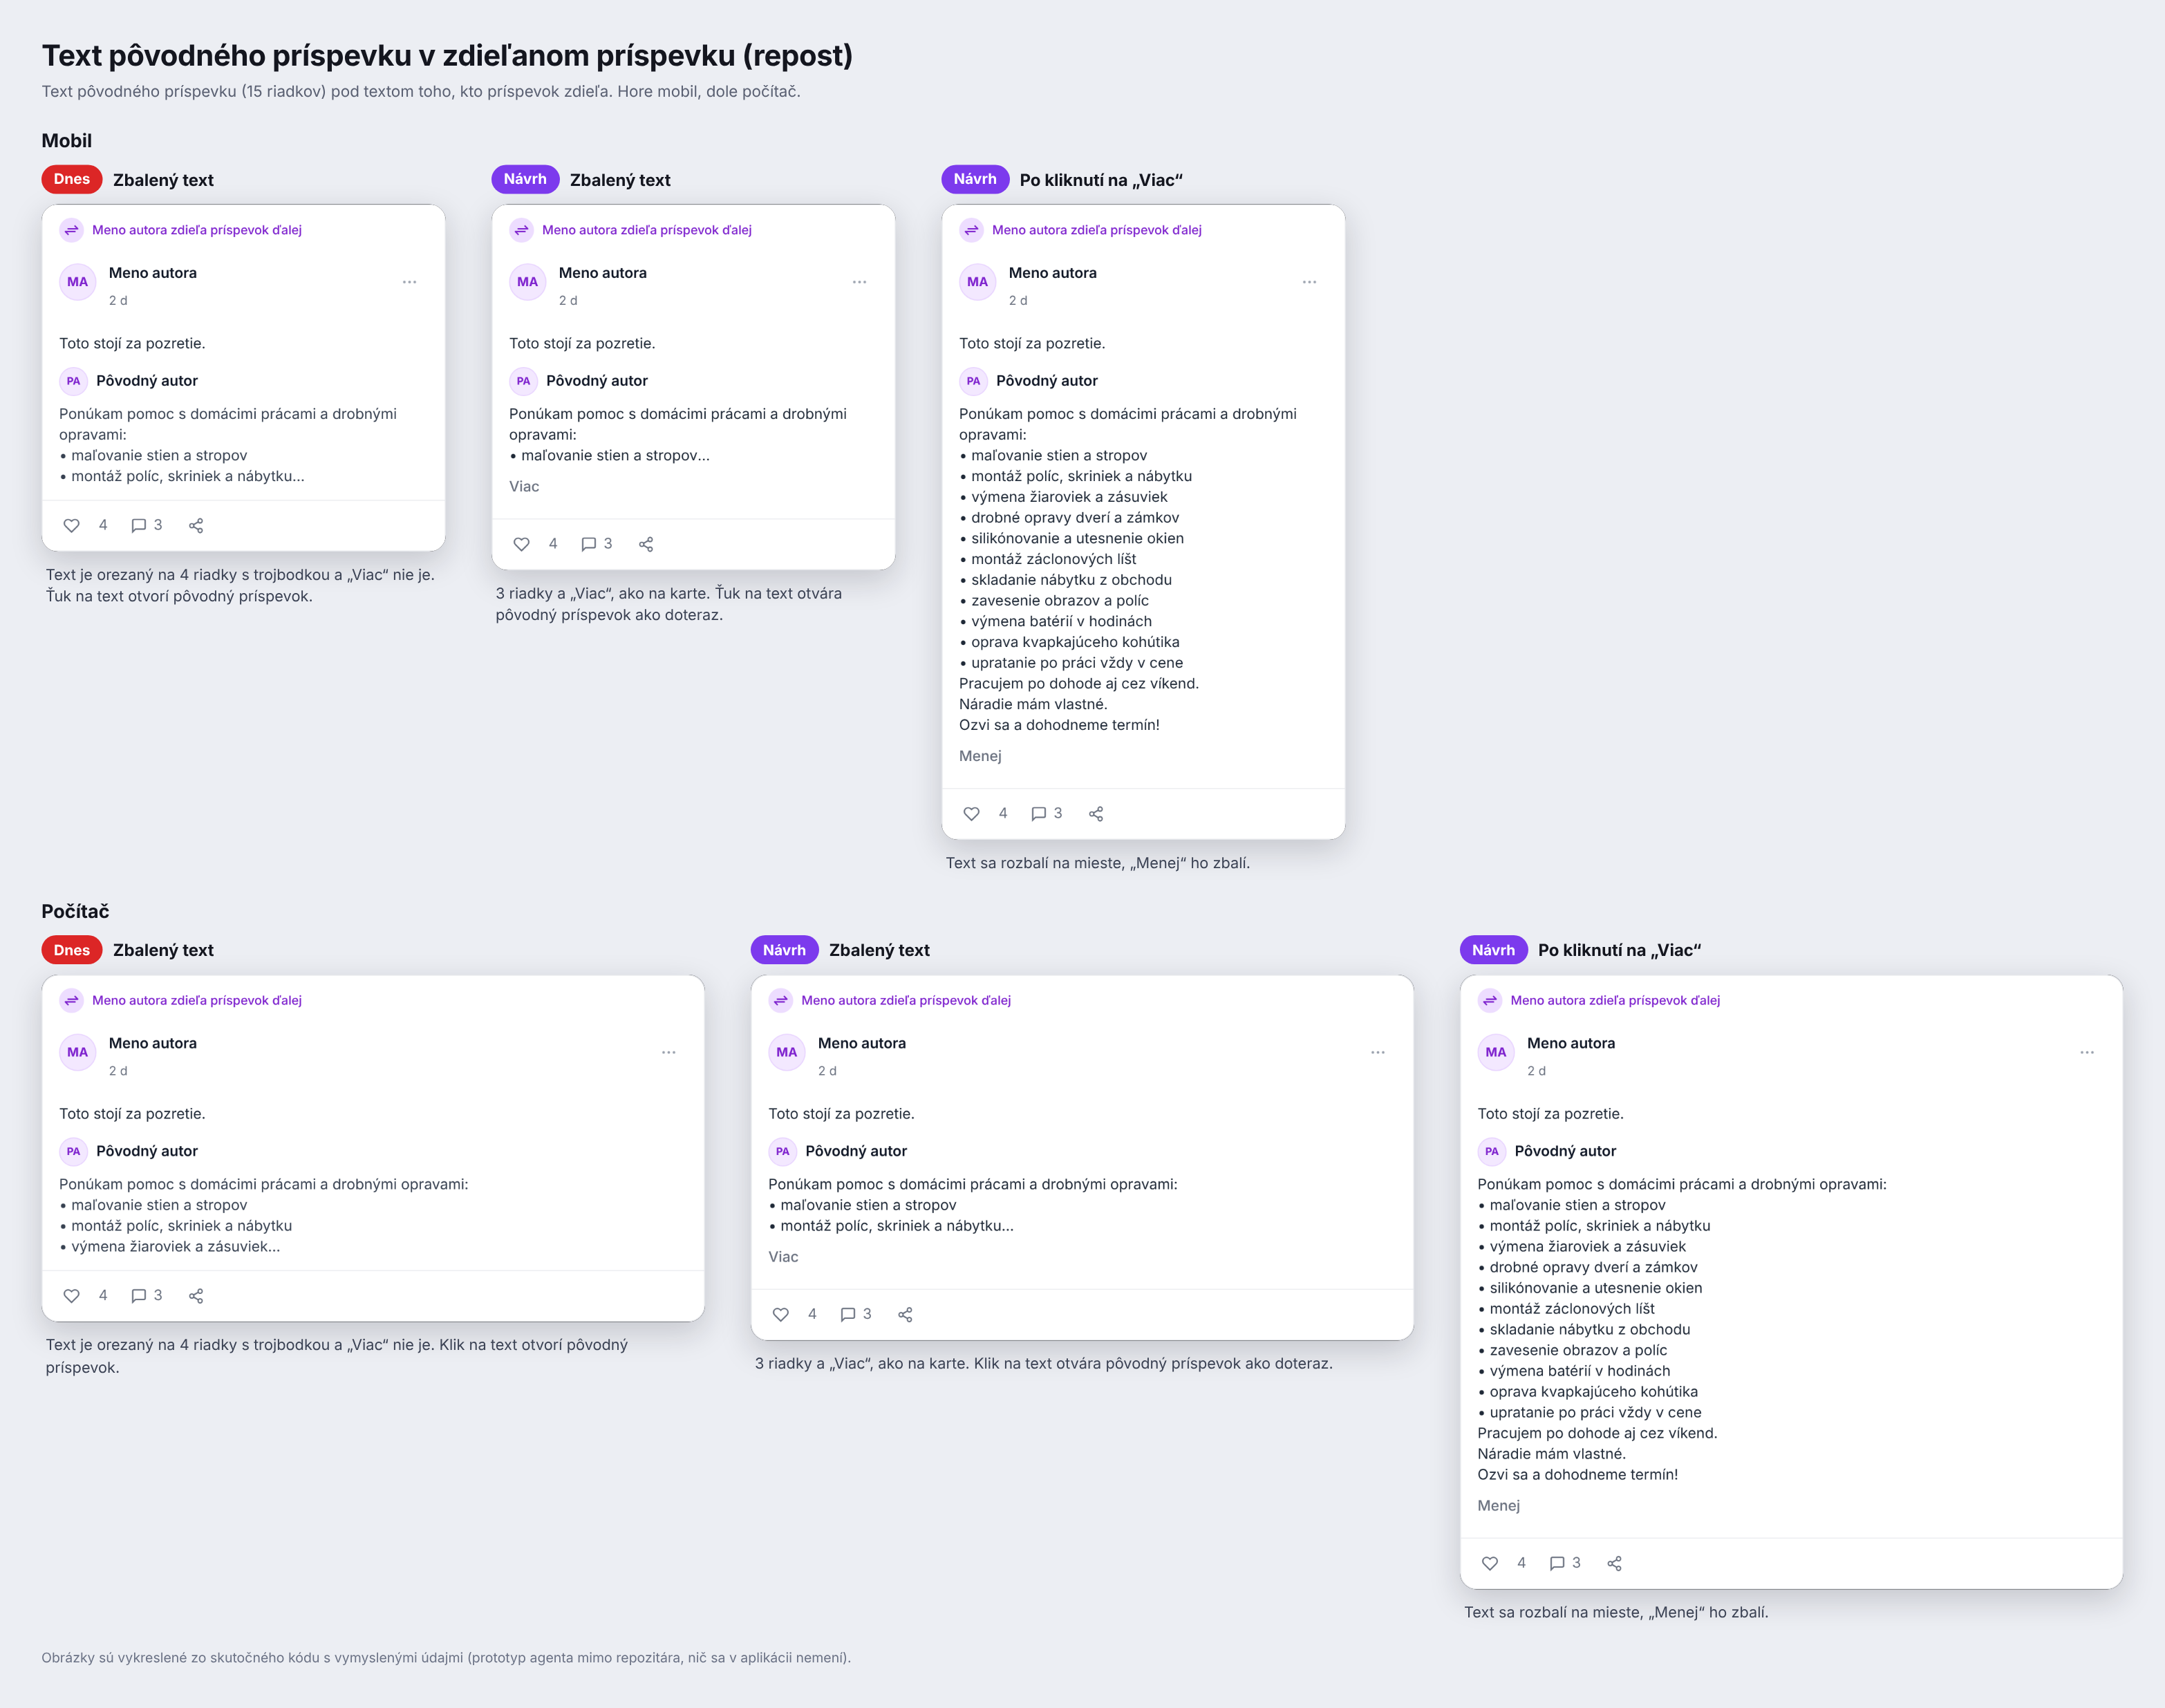 Text pôvodného príspevku v zdieľanom príspevku (repost)
Text pôvodného príspevku (15 riadkov) pod textom toho, kto príspevok zdieľa. Hore mobil, dole počítač.
Mobil
Dnes Zbalený text
Meno autora zdieľa príspevok ďalej
MA Meno autora
2 d
Toto stojí za pozretie.
PA Pôvodný autor
Ponúkam pomoc s domácimi prácami a drobnými
opravami:
• maľovanie stien a stropov
• montáž políc, skriniek a nábytku...
4 3
Text je orezaný na 4 riadky s trojbodkou a „Viac“ nie je.
Ťuk na text otvorí pôvodný príspevok.
Návrh Zbalený text
Meno autora zdieľa príspevok ďalej
MA Meno autora
2 d
Toto stojí za pozretie.
PA Pôvodný autor
Ponúkam pomoc s domácimi prácami a drobnými
opravami:
• maľovanie stien a stropov...
Viac
4 3
3 riadky a „Viac“, ako na karte. Ťuk na text otvára
pôvodný príspevok ako doteraz.
Návrh Po kliknutí na „Viac“
Meno autora zdieľa príspevok ďalej
MA Meno autora
2 d
Toto stojí za pozretie.
PA Pôvodný autor
Ponúkam pomoc s domácimi prácami a drobnými
opravami:
• maľovanie stien a stropov
• montáž políc, skriniek a nábytku
• výmena žiaroviek a zásuviek
• drobné opravy dverí a zámkov
• silikónovanie a utesnenie okien
• montáž záclonových líšt
• skladanie nábytku z obchodu
• zavesenie obrazov a políc
• výmena batérií v hodinách
• oprava kvapkajúceho kohútika
• upratanie po práci vždy v cene
Pracujem po dohode aj cez víkend.
Náradie mám vlastné.
Ozvi sa a dohodneme termín!
Menej
4 3
Text sa rozbalí na mieste, „Menej“ ho zbalí.
Počítač
Dnes Zbalený text
Meno autora zdieľa príspevok ďalej
MA Meno autora
2 d
Toto stojí za pozretie.
PA Pôvodný autor
Ponúkam pomoc s domácimi prácami a drobnými opravami:
• maľovanie stien a stropov
• montáž políc, skriniek a nábytku
• výmena žiaroviek a zásuviek...
4 3
Text je orezaný na 4 riadky s trojbodkou a „Viac“ nie je. Klik na text otvorí pôvodný
príspevok.
Návrh Zbalený text
Meno autora zdieľa príspevok ďalej
MA Meno autora
2 d
Toto stojí za pozretie.
PA Pôvodný autor
Ponúkam pomoc s domácimi prácami a drobnými opravami:
• maľovanie stien a stropov
• montáž políc, skriniek a nábytku...
Viac
4 3
3 riadky a „Viac“, ako na karte. Klik na text otvára pôvodný príspevok ako doteraz.
Návrh Po kliknutí na „Viac“
Meno autora zdieľa príspevok ďalej
MA Meno autora
2 d
Toto stojí za pozretie.
PA Pôvodný autor
Ponúkam pomoc s domácimi prácami a drobnými opravami:
• maľovanie stien a stropov
• montáž políc, skriniek a nábytku
• výmena žiaroviek a zásuviek
• drobné opravy dverí a zámkov
• silikónovanie a utesnenie okien
• montáž záclonových líšt
• skladanie nábytku z obchodu
• zavesenie obrazov a políc
• výmena batérií v hodinách
• oprava kvapkajúceho kohútika
• upratanie po práci vždy v cene
Pracujem po dohode aj cez víkend.
Náradie mám vlastné.
Ozvi sa a dohodneme termín!
Menej
4 3
Text sa rozbalí na mieste, „Menej“ ho zbalí.
Obrázky sú vykreslené zo skutočného kódu s vymyslenými údajmi (prototyp agenta mimo repozitára, nič sa v aplikácii nemení).